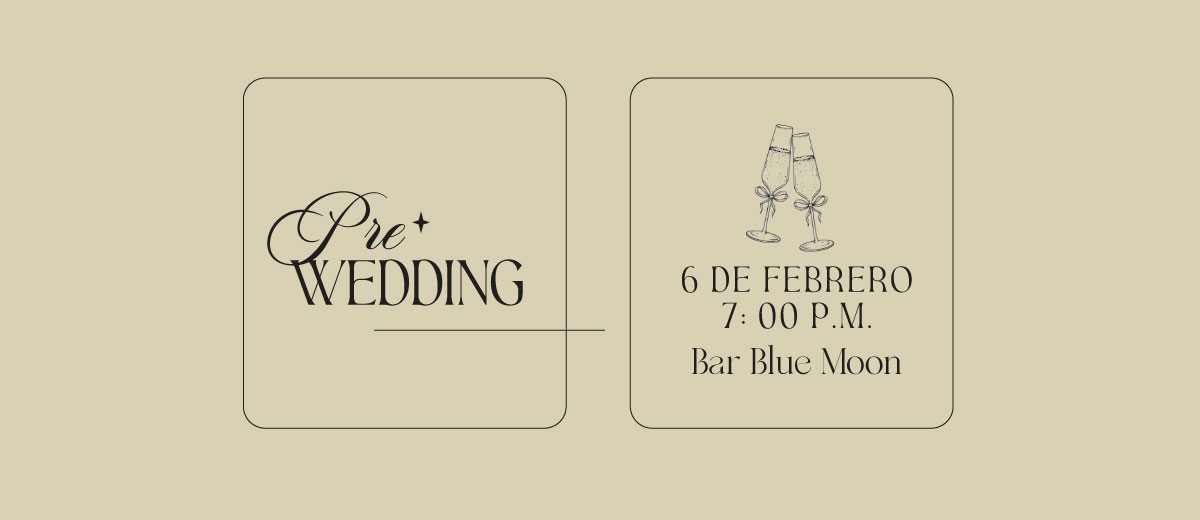 Pre
WEDDING
6 DE FEBRERO
7: 00 P.M.
Bar Blue Moon